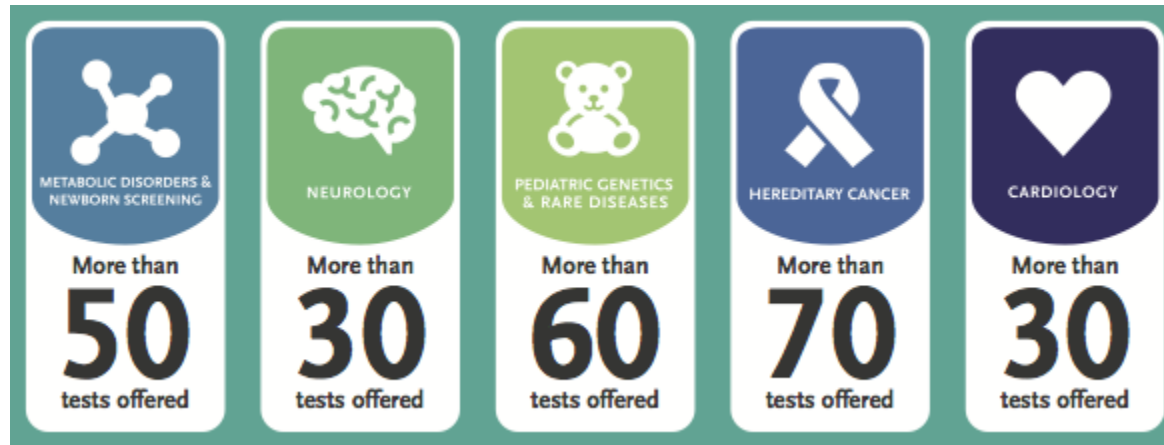 METABOLIC DISORDERS &
NEWBORN SCREENING
More than
50
tests offered
NEUROLOGY
More than
30
tests offered
PEDIATRIC GENETICS
& RARE DISEASES
More than
60
tests offered
HEREDITARY CANCER
More than
70
tests offered
CARDIOLOGY
More than
30
tests offered